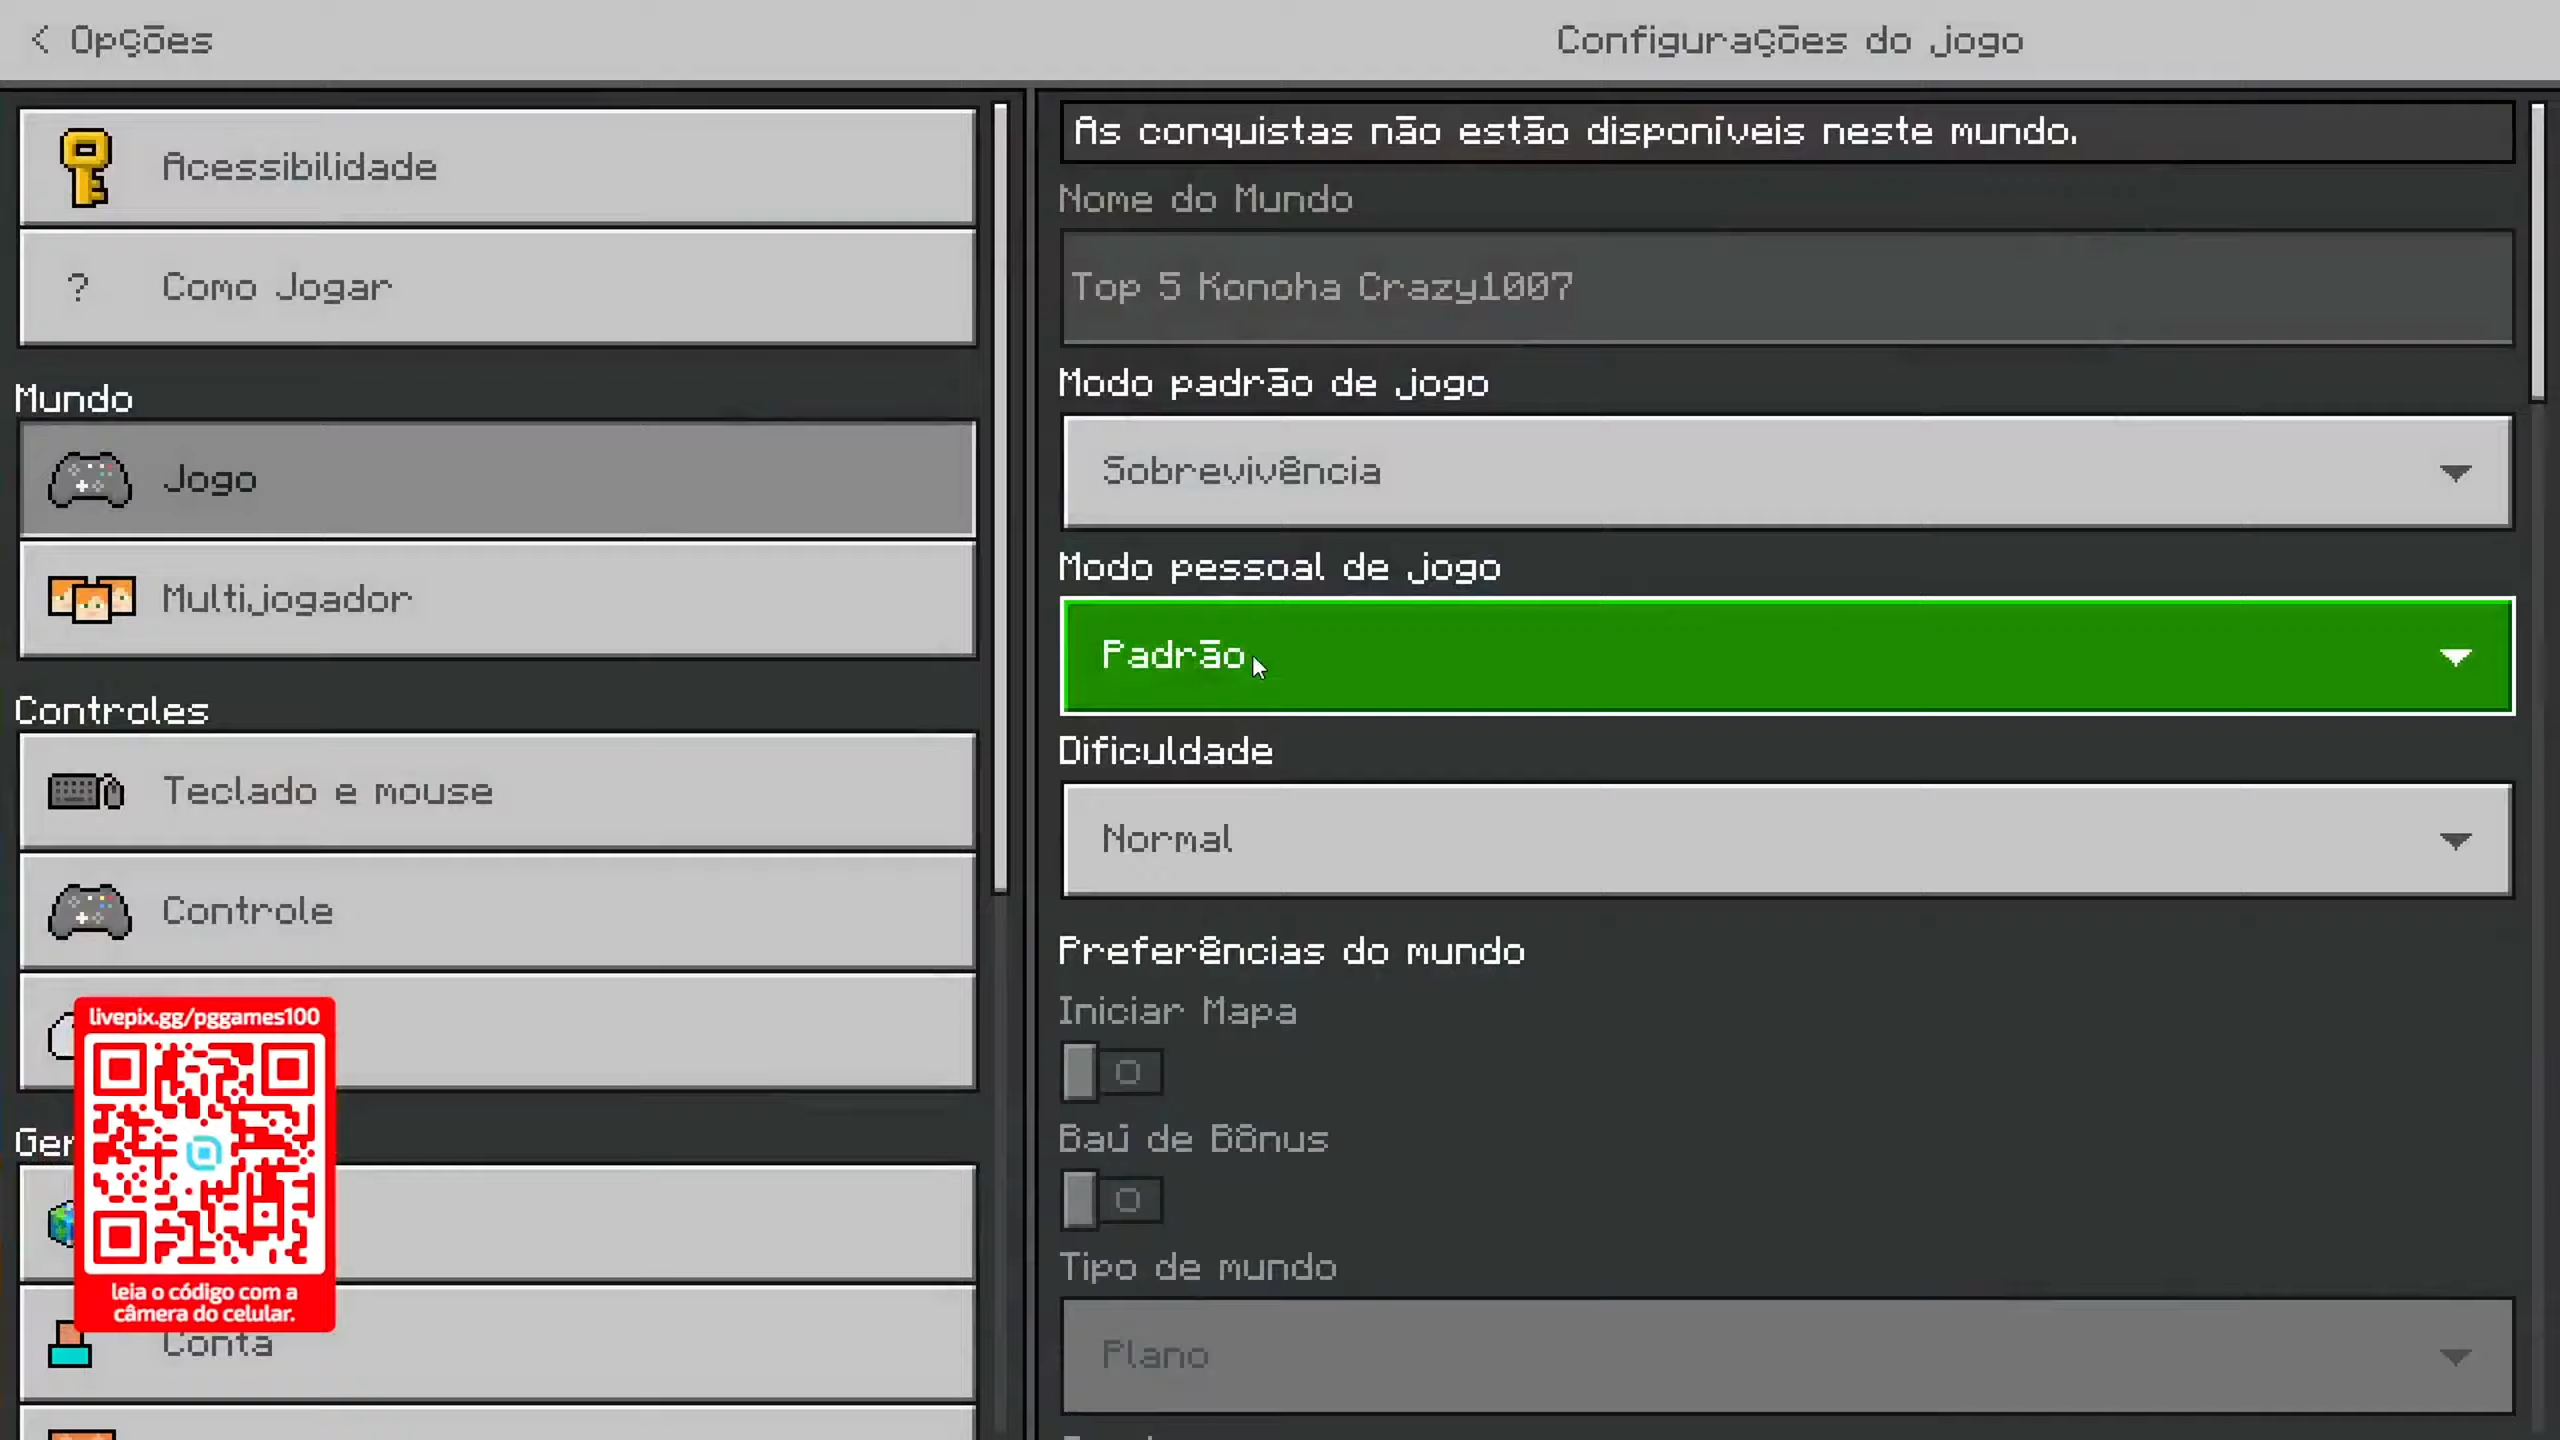 Opções
Configurações do jogo
Acessibilidade
? Como Jogar
Mundo
Jogo
Multijogador
Controles
Teclado e mouse
Controle
livepix.gg/pggames100
leia o código com a
câmera do celular.
Conta
As conquistas não estão disponíveis neste mundo.
Nome do Mundo
Top 5 Konoha Crazy1007
Modo padrão de jogo
Sobrevivência
Modo pessoal de jogo
Padrão
Dificuldade
Normal
Preferências do mundo
Iniciar Mapa
Baú de Bônus
Tipo de mundo
Plano